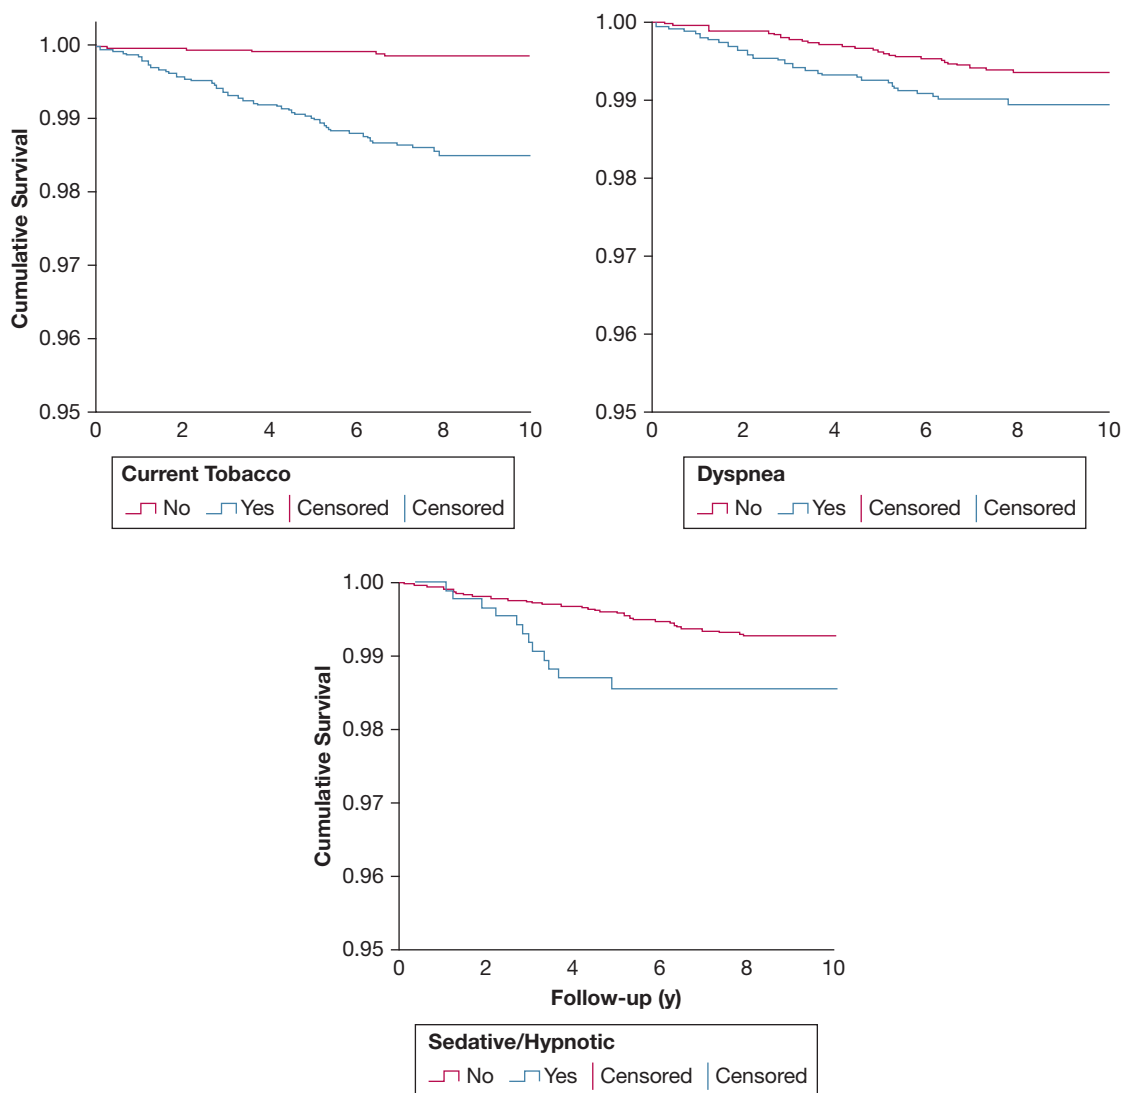 Cumulative Survival
1.00
0.99
0.98
0.97
0.96
0.95
0 2 4 6 8 10
Current Tobacco
No Yes Censored Censored
1.00
0.99
0.98
0.97
0.96
0.95
0 2 4 6 8 10
Dyspnea
No Yes Censored Censored
Cumulative Survival
1.00
0.99
0.98
0.97
0.96
0.95
0 2 4 6 8 10
Follow-up (y)
Sedative/Hypnotic
No Yes Censored Censored